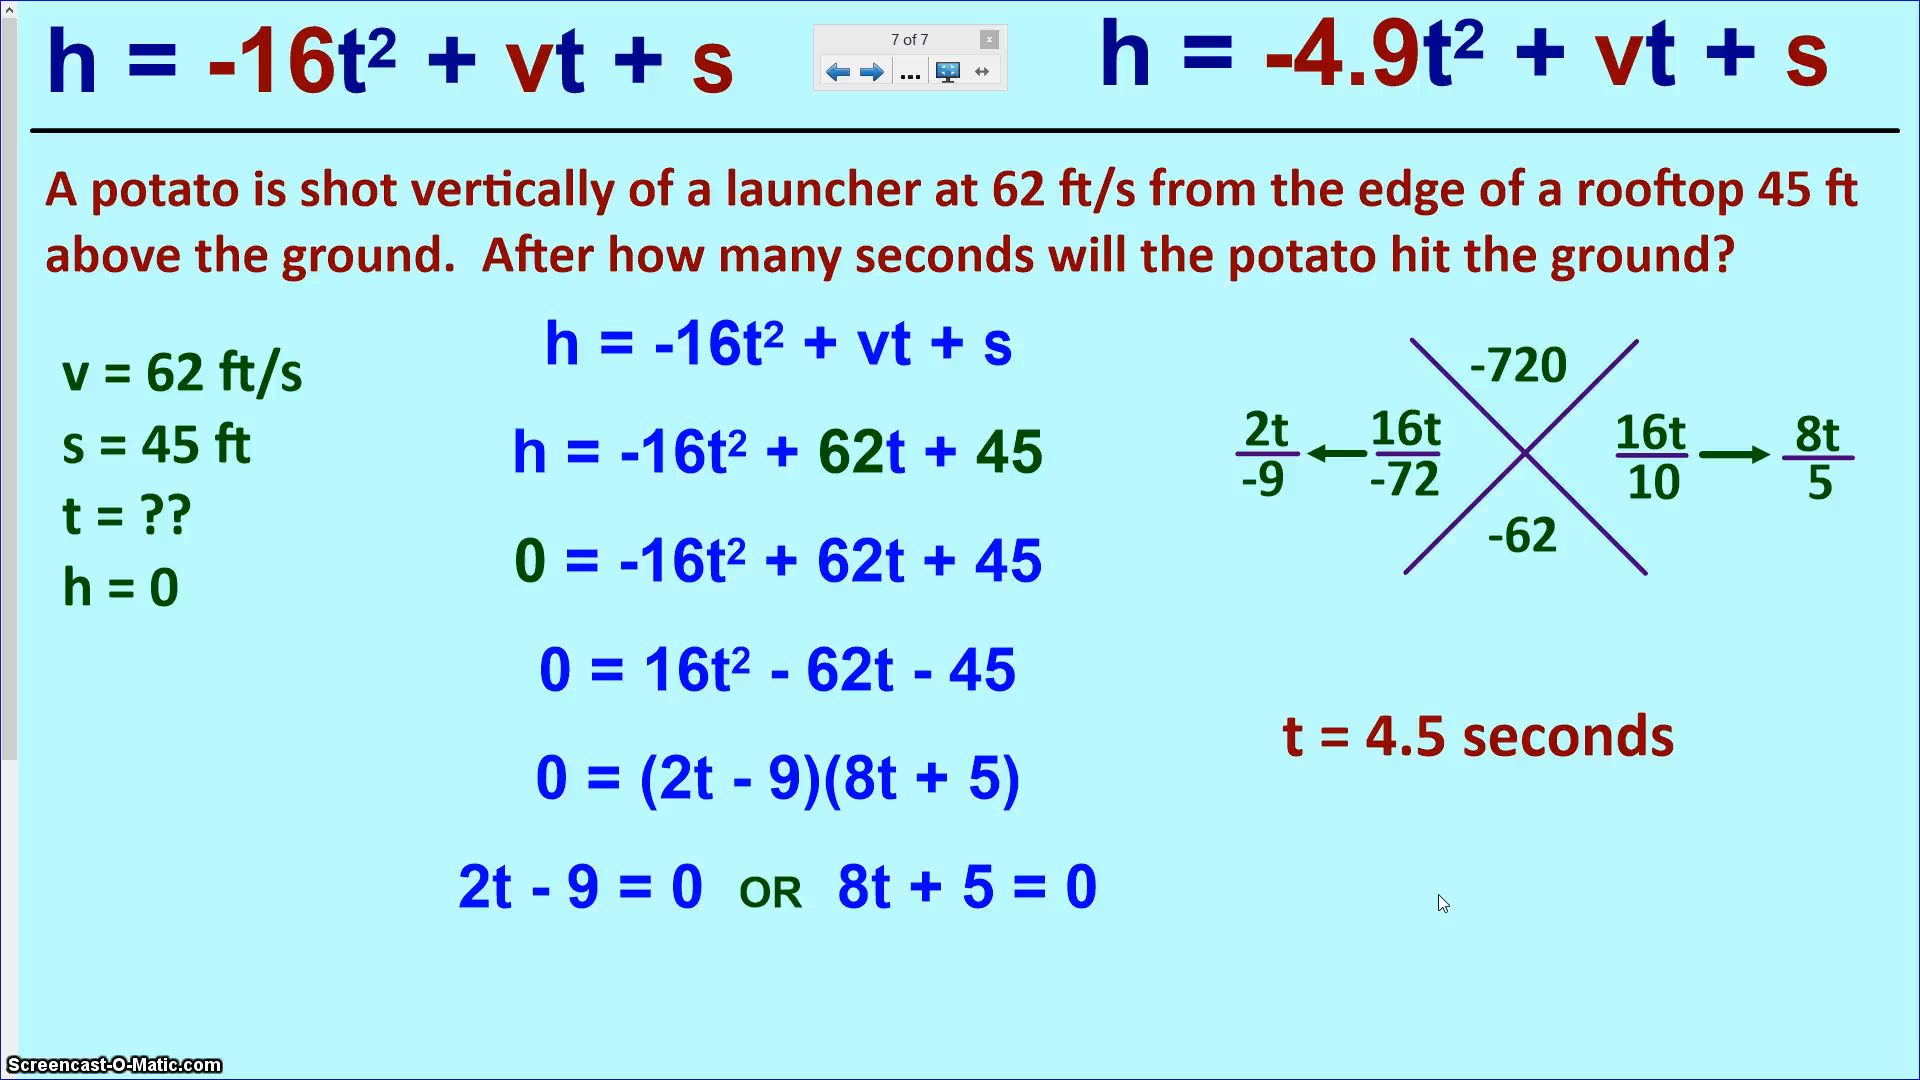 h = -16t² + vt + s
7 of 7
h = -4.9t² + vt + s
A potato is shot vertically of a launcher at 62 ft/s from the edge of a rooftop 45 ft
above the ground. After how many seconds will the potato hit the ground?
v = 62 ft/s
s = 45 ft
t = ??
h = 0
h = -16t² + vt + s
h = -16t² + 62t + 45
0 = -16t² + 62t + 45
0 = 16t² - 62t - 45
0 = (2t - 9)(8t + 5)
2t - 9 = 0 OR 8t + 5 = 0
-720
2t 16t 16t 8t
-9 -72 10 5
-62
t = 4.5 seconds
Screencast-O-Matic.com